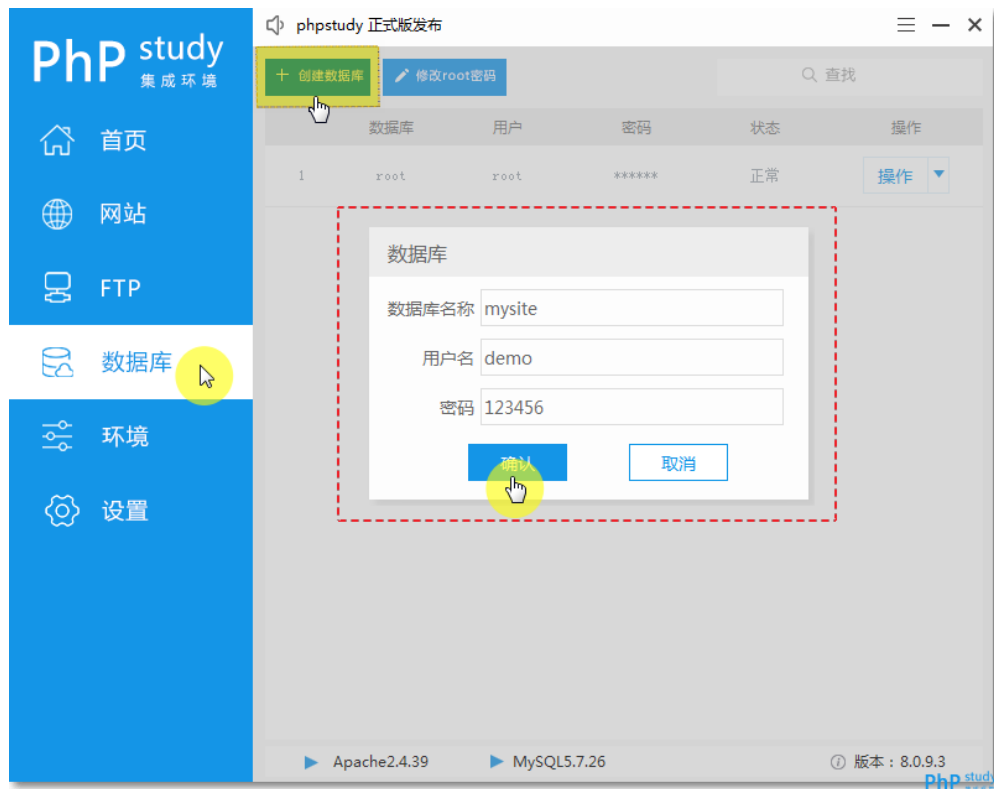 PhP study
集成环境
phpstudy 正式版发布
首页
网站
FTP
数据库
环境
设置
创建数据库
修改root密码
查找
数据库 用户 密码 状态 操作
1 root root ****** 正常 操作
数据库
数据库名称 mysite
用户名 demo
密码 123456
确认 取消
Apache2.4.39 MySQL5.7.26 版本：8.0.9.3
PhP study